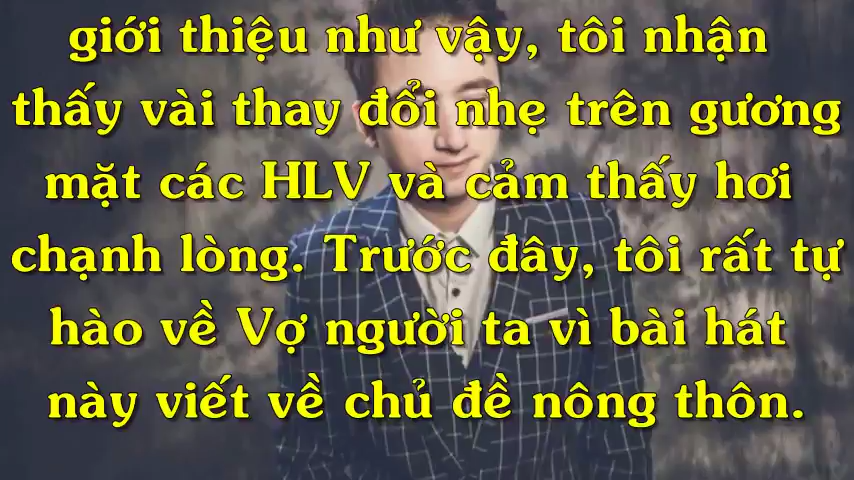 giới thiệu như vậy, tôi nhận
thấy vài thay đổi nhẹ trên gương
mặt các HLV và cảm thấy hơi
chạnh lòng. Trước đây, tôi rất tự
hào về Vợ người ta vì bài hát
này viết về chủ đề nông thôn.